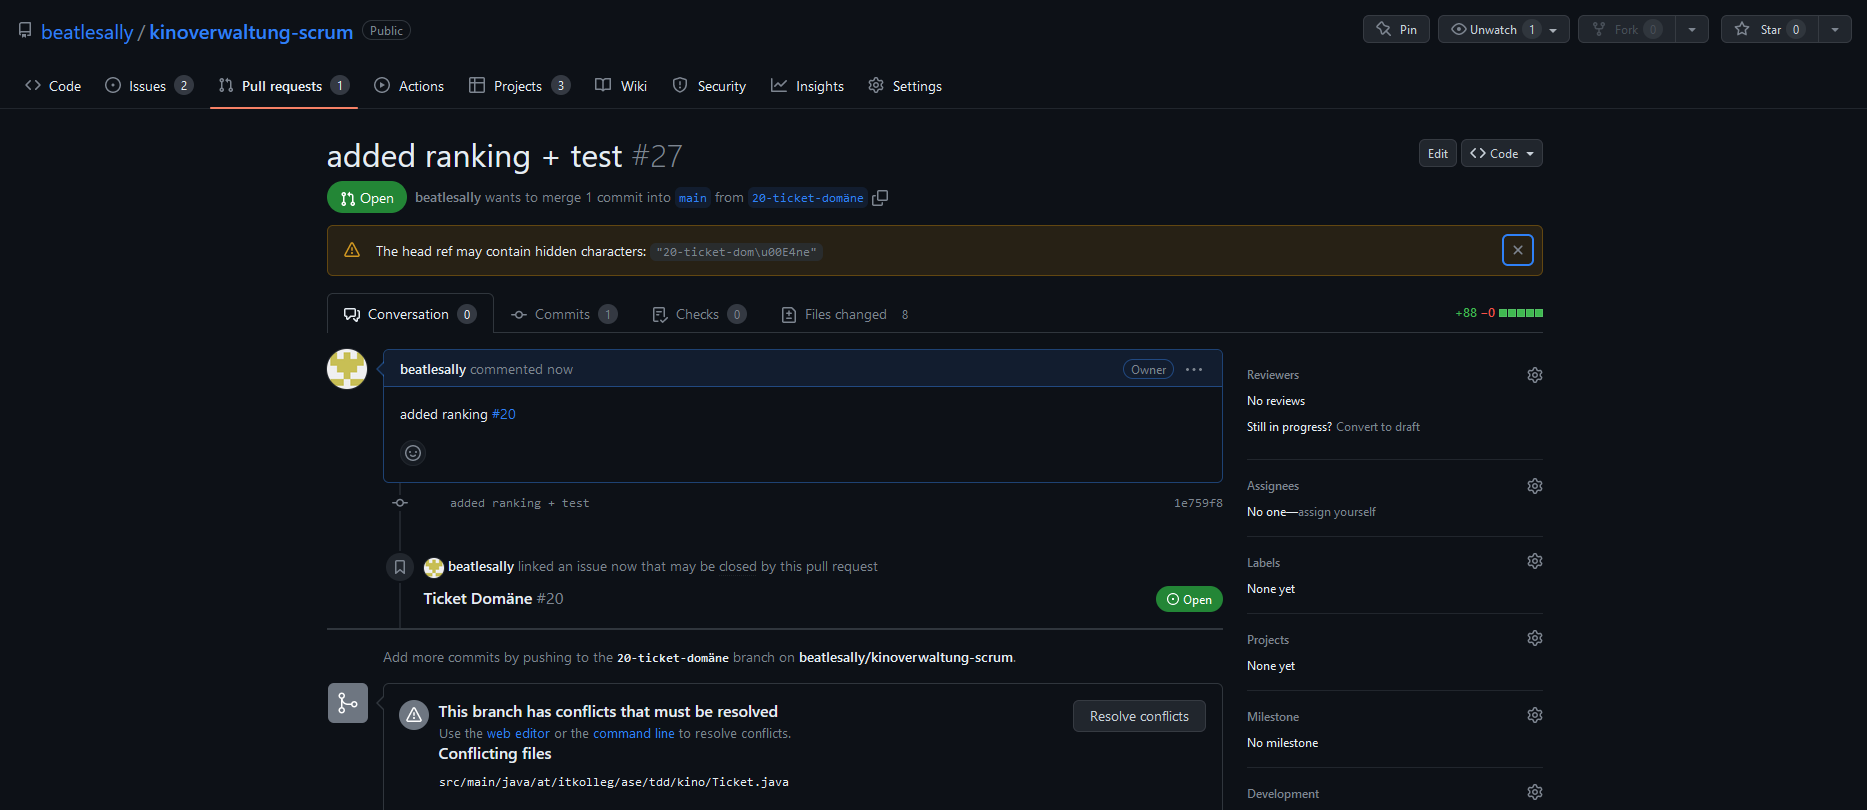 beatlesally / kinoverwaltung-scrum Public
Pin Unwatch 1 Fork 0 Star 0
Code Issues 2 Pull requests 1 Actions Projects 3 Wiki Security Insights Settings
added ranking + test #27
Edit Code
Open beatlesally wants to merge 1 commit into main from 20-ticket-domäne
The head ref may contain hidden characters: "20-ticket-dom\u00E4ne"
Conversation 0 Commits 1 Checks 0 Files changed 8
+88 −0
beatlesally commented now Owner
added ranking #20
added ranking + test 1e759f8
beatlesally linked an issue now that may be closed by this pull request
Ticket Domäne #20
Open
Add more commits by pushing to the 20-ticket-domäne branch on beatlesally/kinoverwaltung-scrum.
This branch has conflicts that must be resolved
Use the web editor or the command line to resolve conflicts.
Resolve conflicts
Conflicting files
src/main/java/at/itkolleg/ase/tdd/kino/Ticket.java
Reviewers
No reviews
Still in progress? Convert to draft
Assignees
No one—assign yourself
Labels
None yet
Projects
None yet
Milestone
No milestone
Development